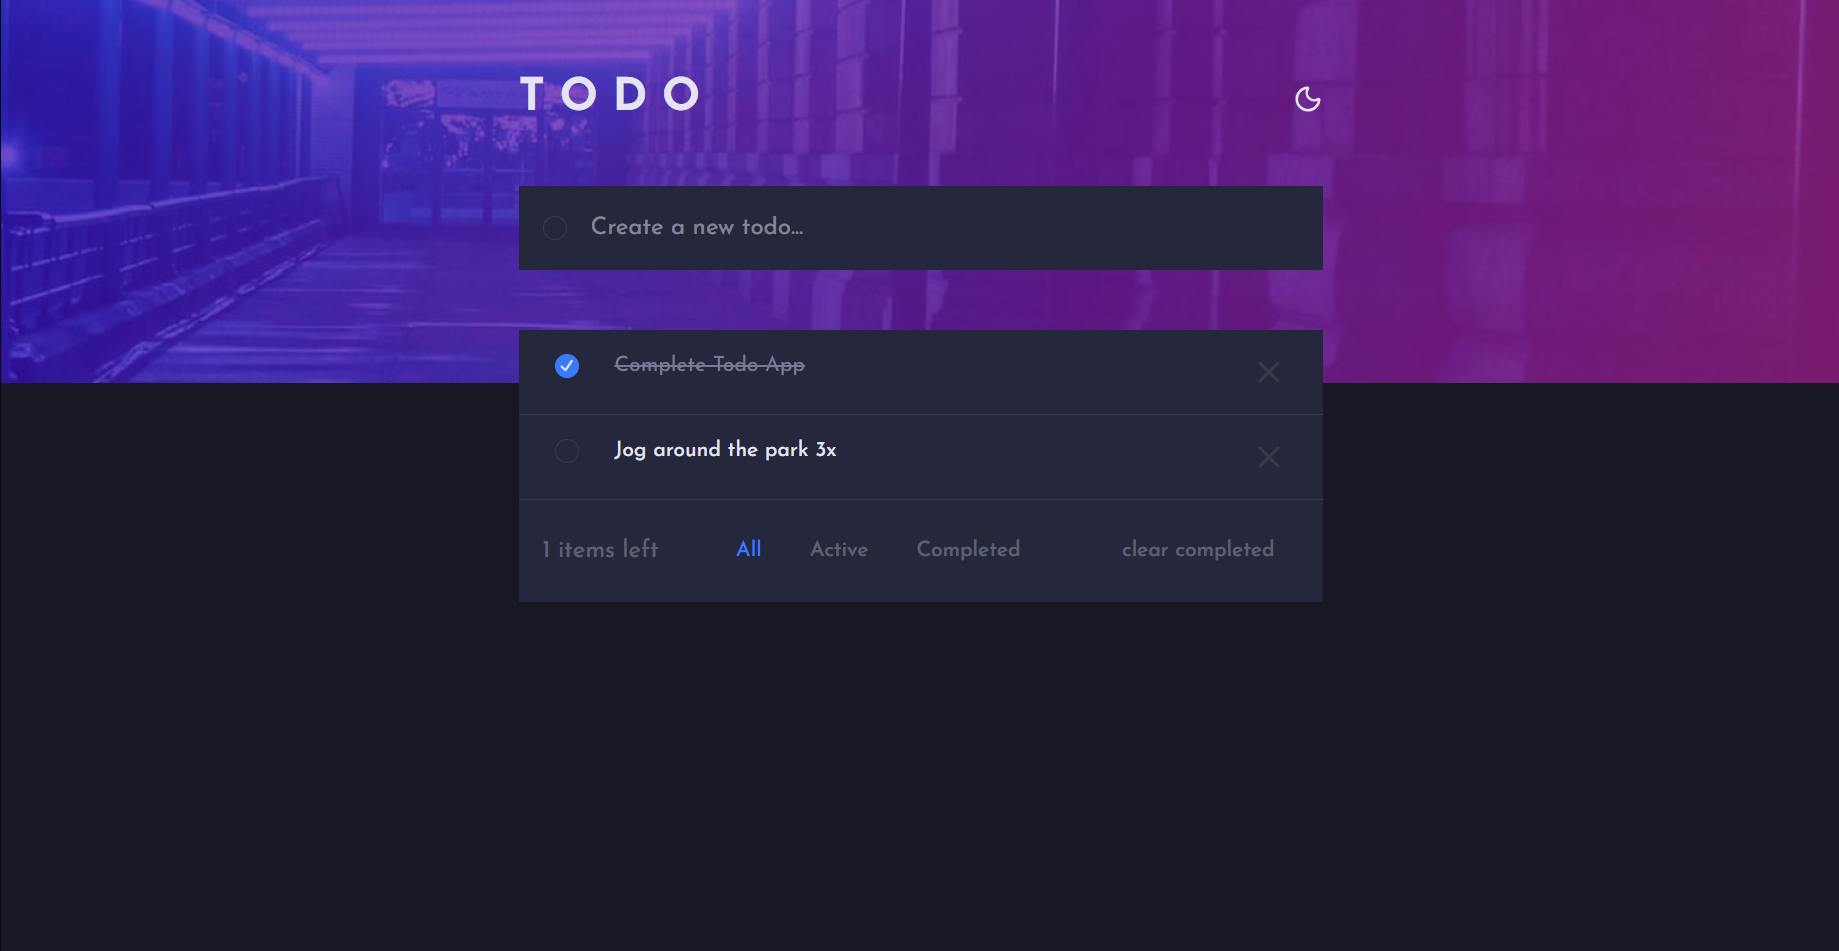 TODO
Create a new todo...
Complete Todo App
Jog around the park 3x
1 items left All Active Completed clear completed